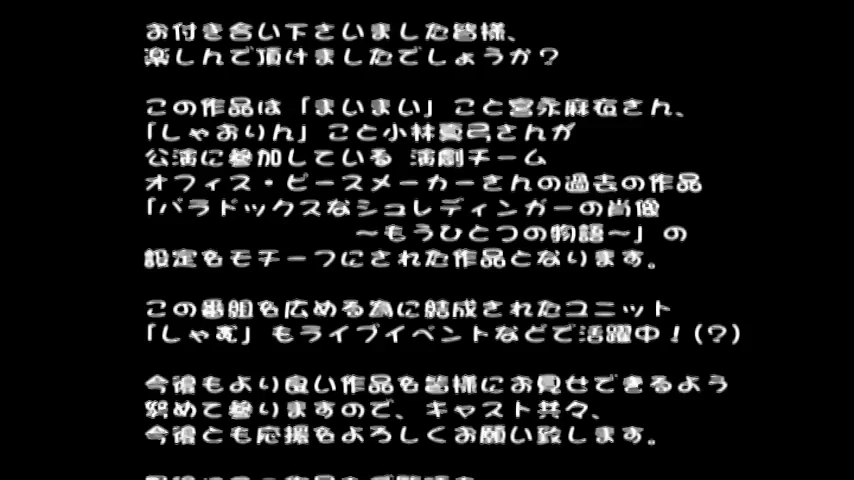 お付き合い下さいました皆様、
楽しんで頂けましたでしょうか?
この作品は「まいまい」こと宮永麻衣さん、
「しゃおりん」こと小林真弓さんが
公演に参加している 演劇チーム
オフィス・ピースメーカーさんの過去の作品
「パラドックスなシュレディンガーの肖像
～もうひとつの物語～」の
設定をモチーフにされた作品となります。
この番組を広める為に結成されたユニット
「しゃむ」もライブイベントなどで活躍中!(?)
今後もより良い作品を皆様にお見せできるよう
努めて参りますので、キャスト共々、
今後とも応援をよろしくお願い致します。